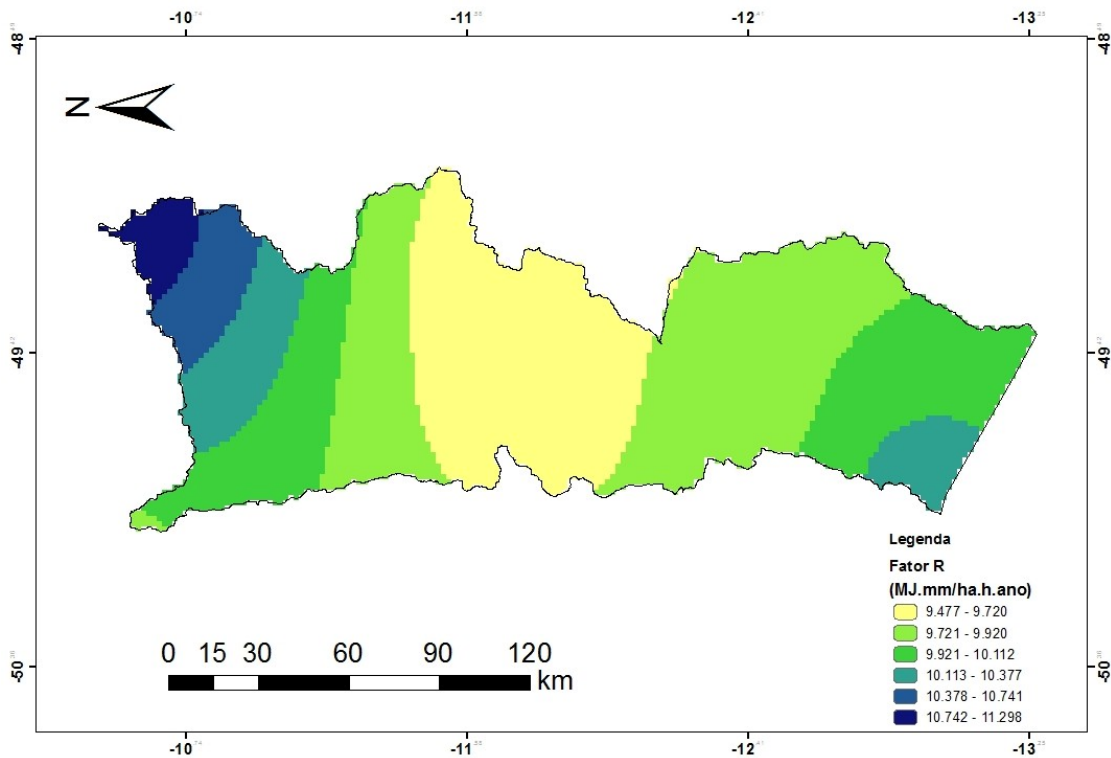 -10 -11 -12 -13
-48 -48
N
-49 -49
Legenda
Fator R
(MJ.mm/ha.h.ano)
9.477 - 9.720
9.721 - 9.920
9.921 - 10.112
10.113 - 10.377
10.378 - 10.741
10.742 - 11.298
0 15 30 60 90 120
km
-50 -50
-10 -11 -12 -13